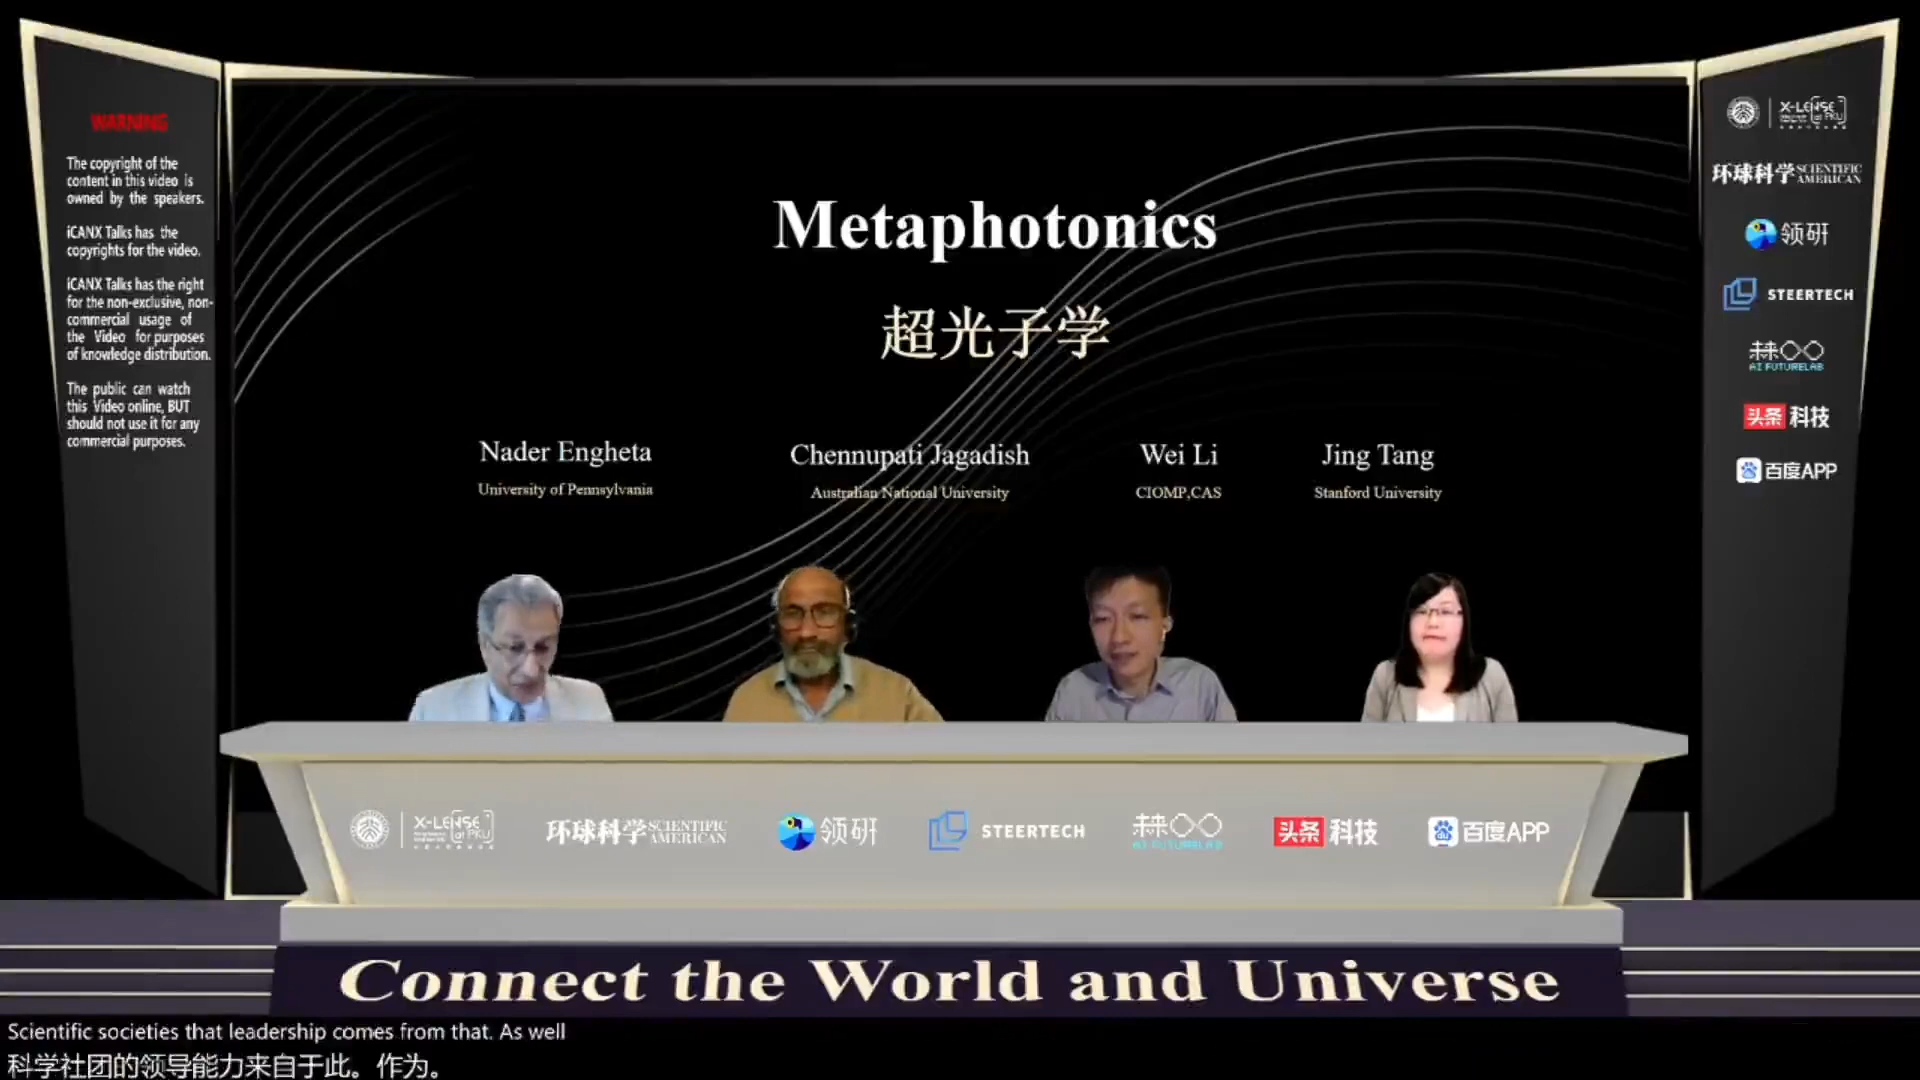 WARNING
The copyright of the
content in this video is
owned by the speakers.
iCANX Talks has the
copyrights for the video.
iCANX Talks has the right
for the non-exclusive, non-
commercial usage of
the Video for purposes
of knowledge distribution.
The public can watch
this Video online, BUT
should not use it for any
commercial purposes.
Metaphotonics
超光子学
Nader Engheta
University of Pennsylvania
Chennupati Jagadish
Australian National University
Wei Li
CIOMP,CAS
Jing Tang
Stanford University
X-LENSE
at PKU
环球科学 SCIENTIFIC
AMERICAN
领研
STEERTECH
AI FUTURELAB
头条 科技
百度APP
X-LENSE
at PKU
环球科学 SCIENTIFIC
AMERICAN
领研
STEERTECH
AI FUTURELAB
头条 科技
百度APP
Connect the World and Universe
Scientific societies that leadership comes from that. As well
科学社团的领导能力来自于此。作为。